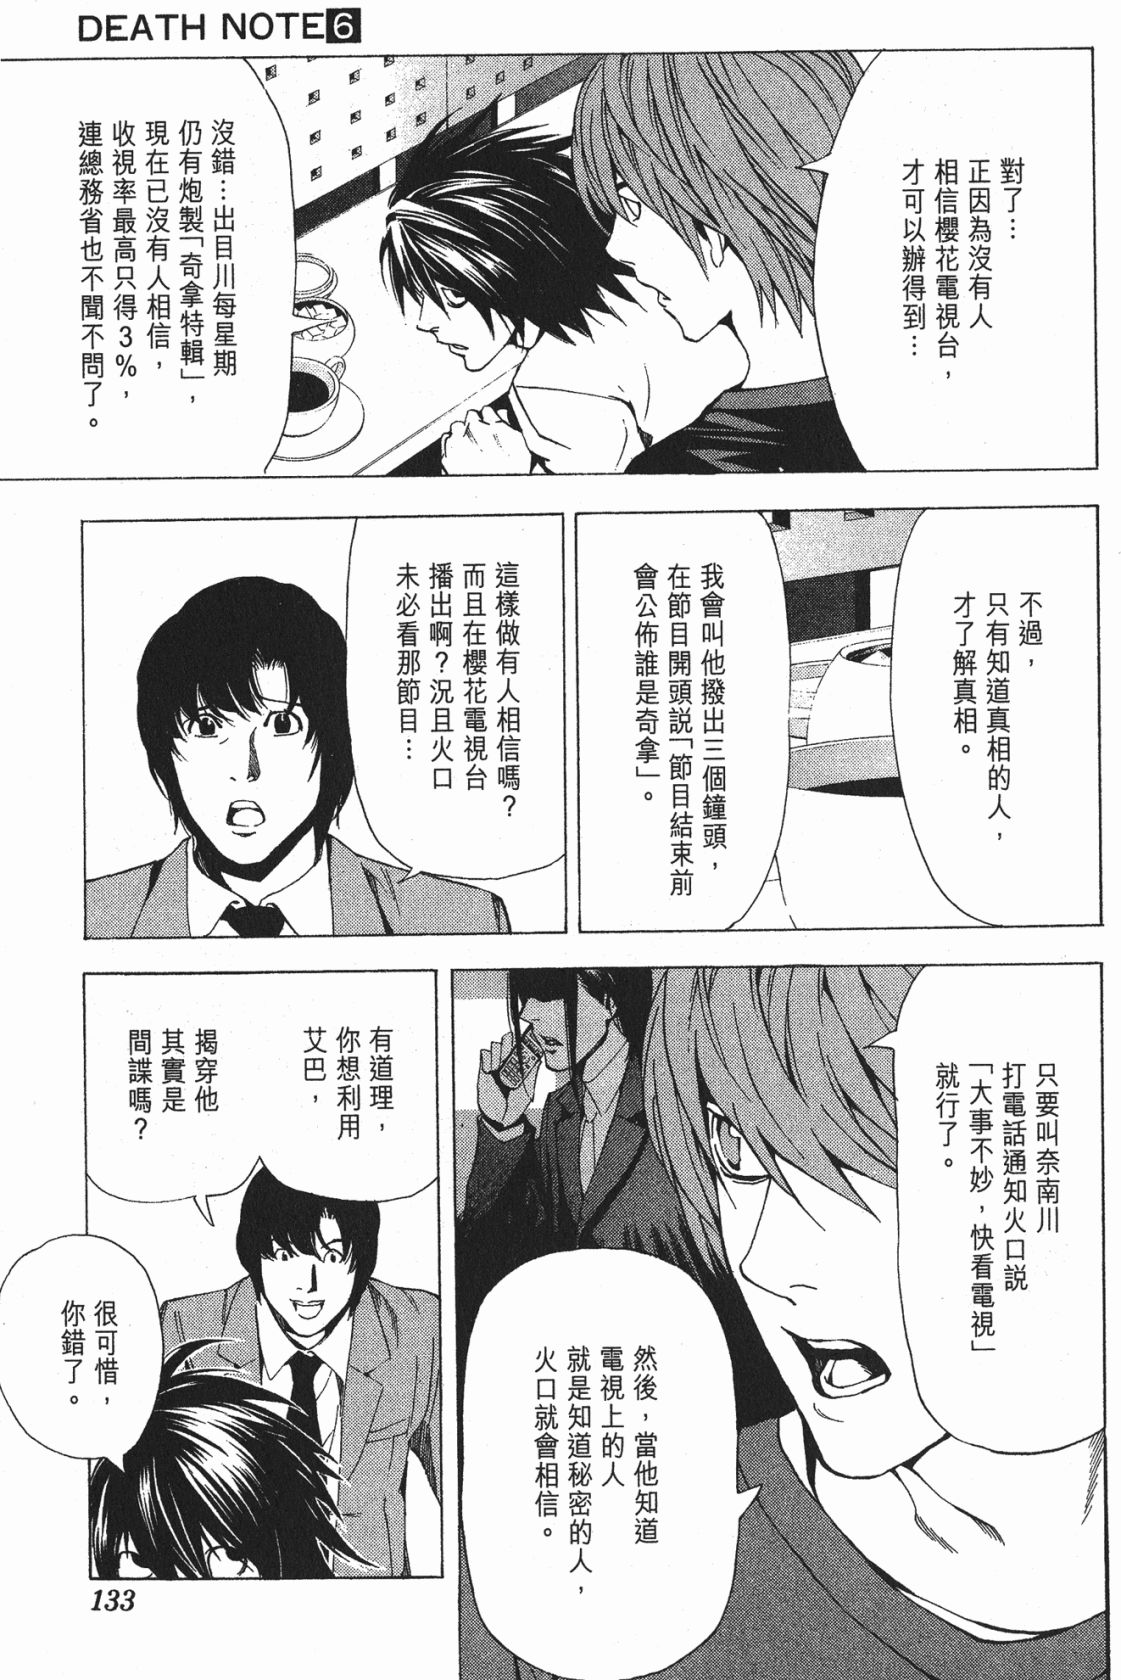 DEATH NOTE 6
對了…
正因為沒有人
相信櫻花電視台，
才可以辦得到…
沒錯…出目川每星期
仍有炮製「奇拿特輯」，
現在已沒有人相信，
收視率最高只得3%，
連總務省也不聞不問了。
不過，
只有知道真相的人，
才了解真相。
我會叫他撥出三個鐘頭，
在節目開頭說「節目結束前
會公佈誰是奇拿」。
這樣做有人相信嗎？
而且在櫻花電視台
播出啊？況且火口
未必看那節目…
只要叫奈南川
打電話通知火口說
「大事不妙，快看電視」
就行了。
然後，當他知道
電視上的人
就是知道秘密的人，
火口就會相信。
有道理，
你想利用
艾巴，
揭穿他
其實是
間諜嗎？
很可惜，
你錯了。
133